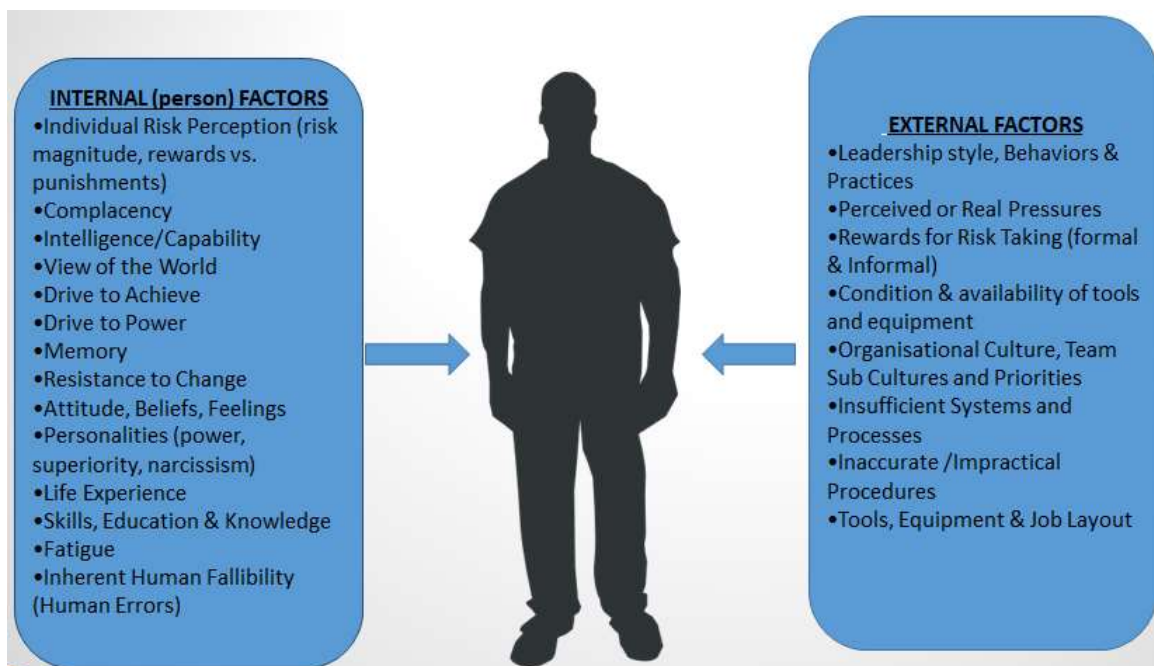 INTERNAL (person) FACTORS
•Individual Risk Perception (risk
magnitude, rewards vs.
punishments)
•Complacency
•Intelligence/Capability
•View of the World
•Drive to Achieve
•Drive to Power
•Memory
•Resistance to Change
•Attitude, Beliefs, Feelings
•Personalities (power,
superiority, narcissism)
•Life Experience
•Skills, Education & Knowledge
•Fatigue
•Inherent Human Fallibility
(Human Errors)
EXTERNAL FACTORS
•Leadership style, Behaviors &
Practices
•Perceived or Real Pressures
•Rewards for Risk Taking (formal
& Informal)
•Condition & availability of tools
and equipment
•Organisational Culture, Team
Sub Cultures and Priorities
•Insufficient Systems and
Processes
•Inaccurate /Impractical
Procedures
•Tools, Equipment & Job Layout